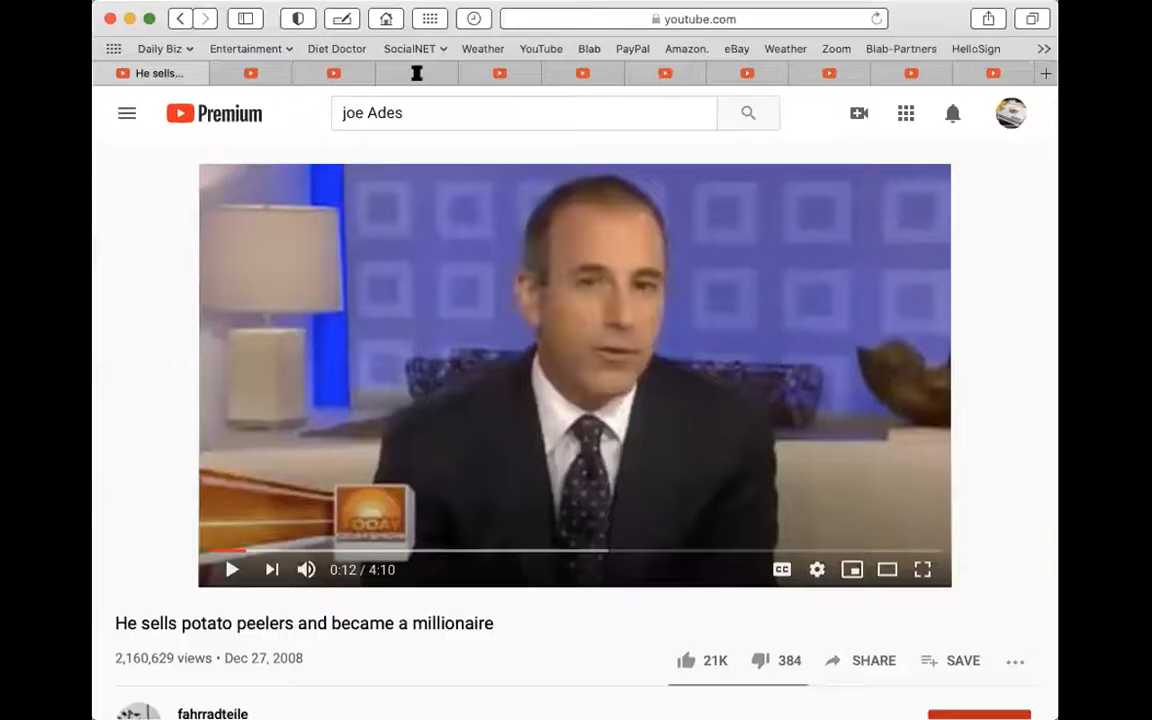 youtube.com
Daily Biz Entertainment Diet Doctor SocialNET Weather YouTube Blab PayPal Amazon. eBay Weather Zoom Blab-Partners HelloSign
He sells...
Premium
joe Ades
TODAY
0:12 / 4:10
CC
He sells potato peelers and became a millionaire
2,160,629 views • Dec 27, 2008
21K 384 SHARE SAVE
fahrradteile